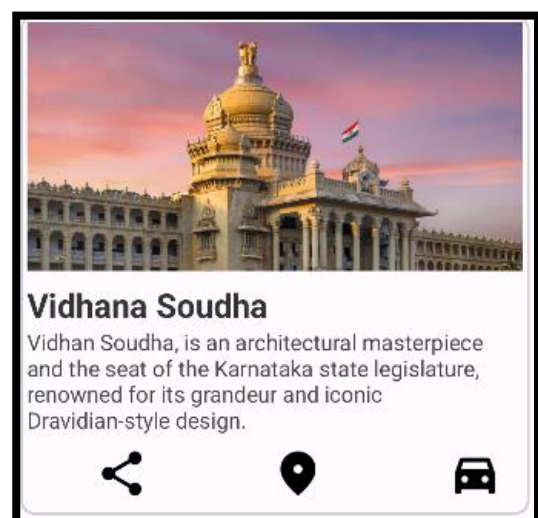 Vidhana Soudha
Vidhan Soudha, is an architectural masterpiece
and the seat of the Karnataka state legislature,
renowned for its grandeur and iconic
Dravidian-style design.